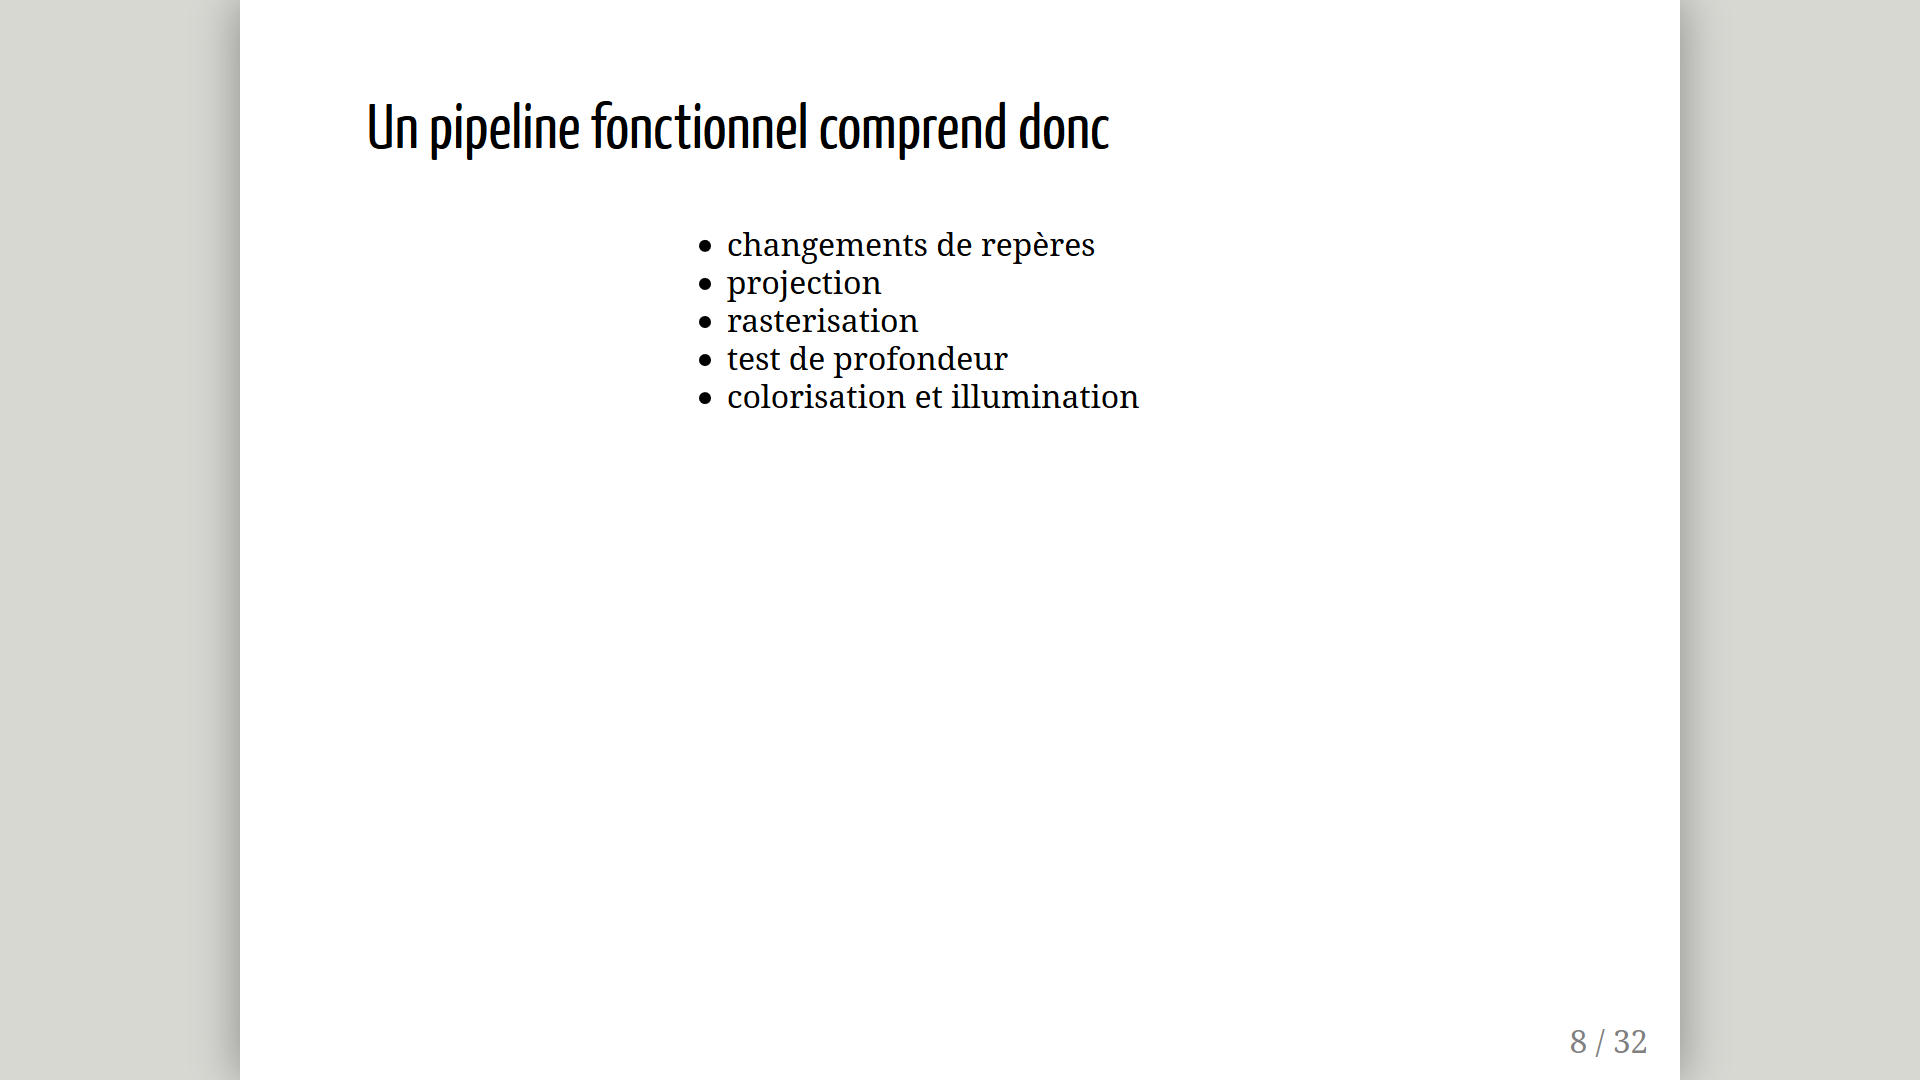 Un pipeline fonctionnel comprend donc
changements de repères
projection
rasterisation
test de profondeur
colorisation et illumination
8 / 32